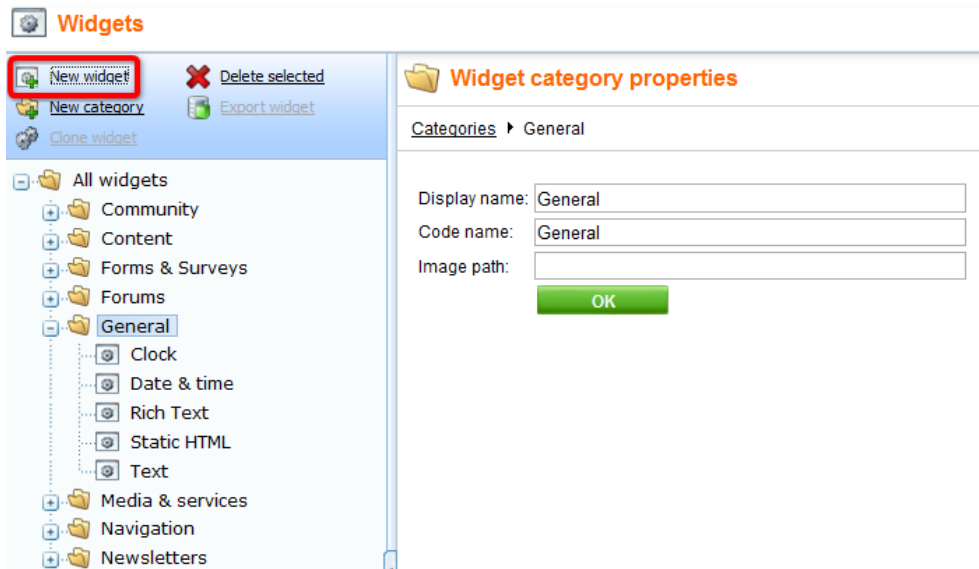 Widgets
New widget
Delete selected
New category
Export widget
Clone widget
All widgets
Community
Content
Forms & Surveys
Forums
General
Clock
Date & time
Rich Text
Static HTML
Text
Media & services
Navigation
Newsletters
Widget category properties
Categories General
Display name: General
Code name: General
Image path:
OK